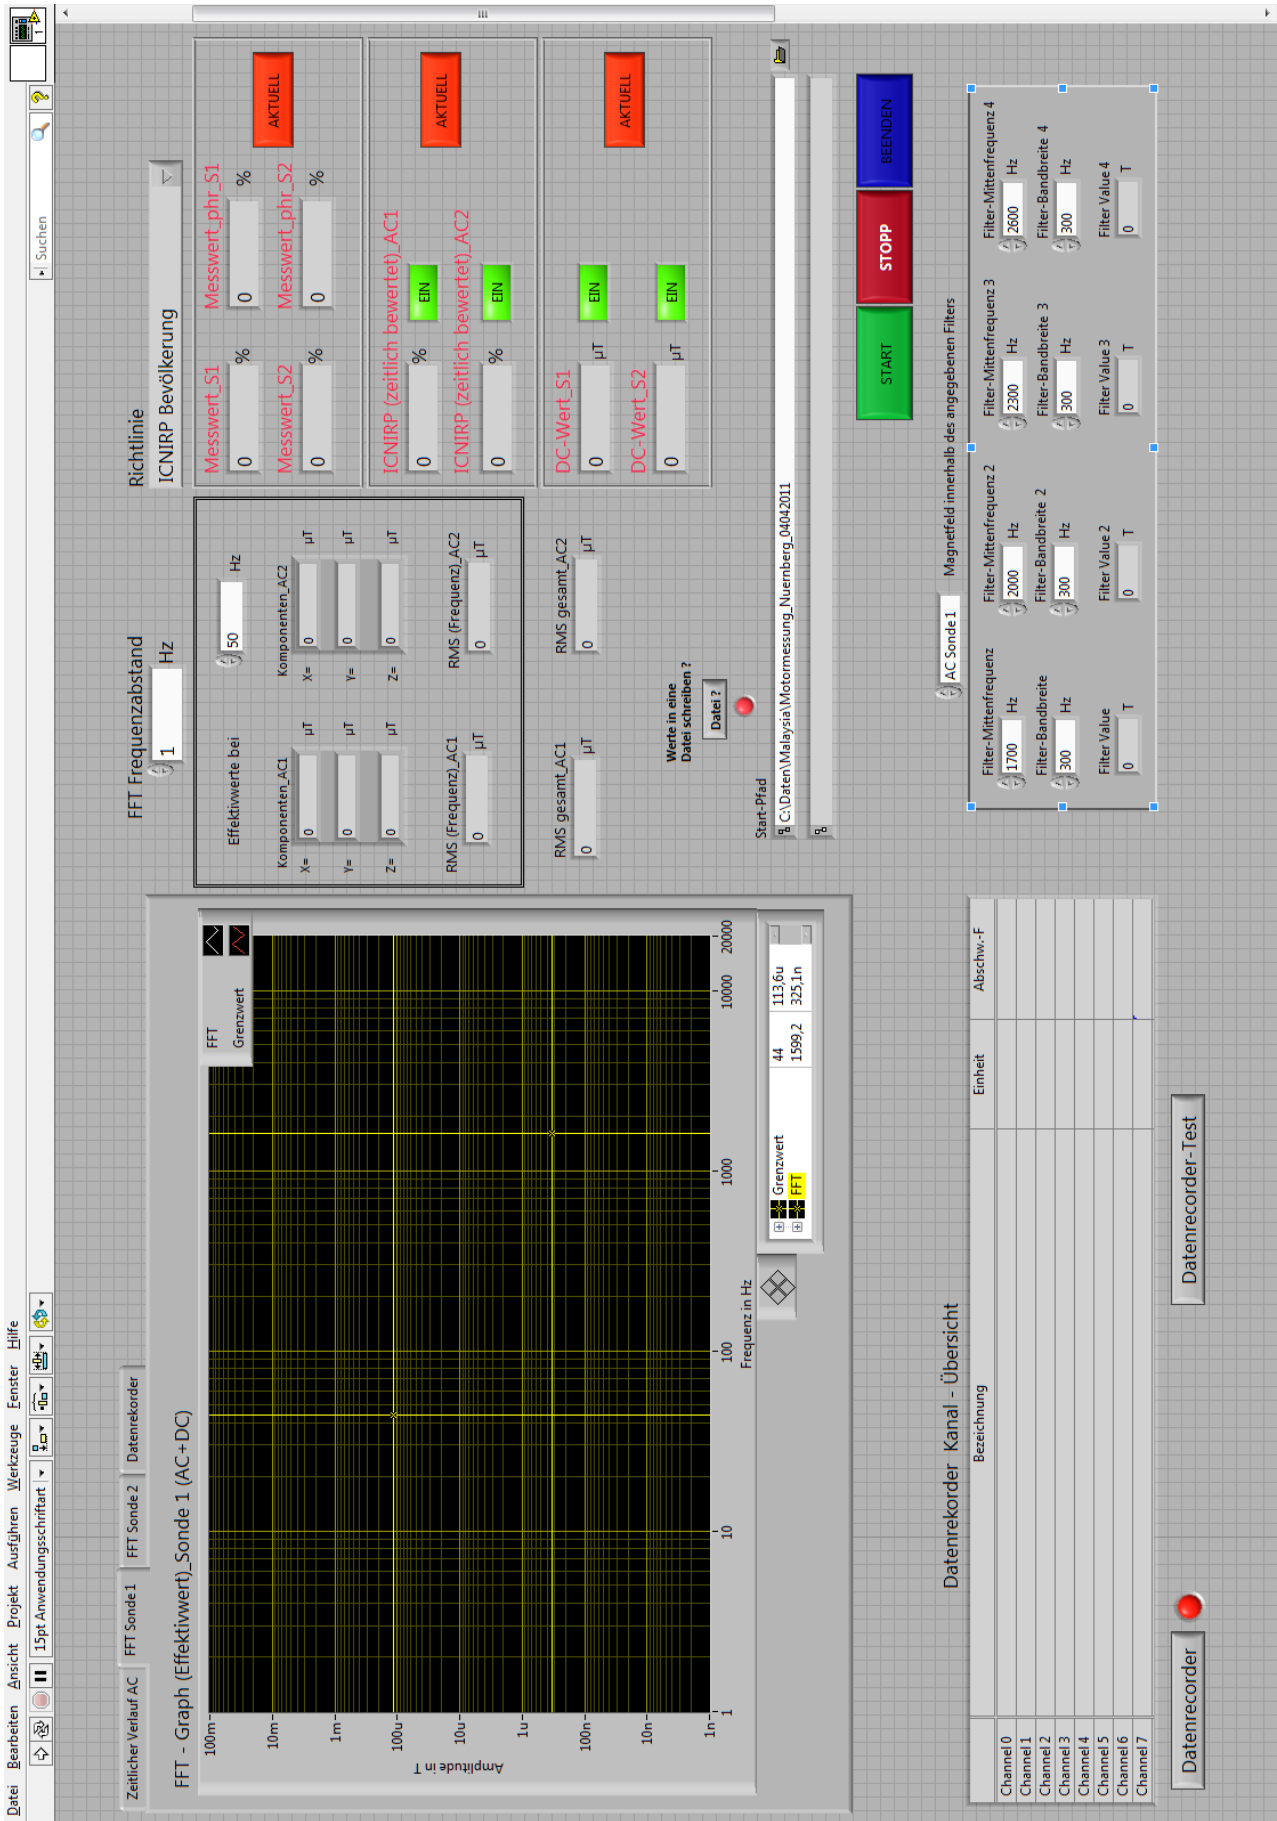 Datei Bearbeiten Ansicht Projekt Ausführen Werkzeuge Fenster Hilfe
15pt Anwendungsschriftart
Suchen
1
Zeitlicher Verlauf AC
FFT Sonde 1
FFT Sonde 2
Datenrekorder
FFT - Graph (Effektivwert)_Sonde 1 (AC+DC)
FFT
Grenzwert
Amplitude in T
100m
10m
1m
100u
10u
1u
100n
10n
1n
1 10 100 1000 10000 20000
Frequenz in Hz
Grenzwert 44 113,6u
FFT 1599,2 325,1n
FFT Frequenzabstand
1 Hz
Richtlinie
ICNIRP Bevölkerung
Effektivwerte bei 50 Hz
Komponenten_AC1
X= 0 µT
Y= 0 µT
Z= 0 µT
Komponenten_AC2
X= 0 µT
Y= 0 µT
Z= 0 µT
RMS (Frequenz)_AC1
0 µT
RMS (Frequenz)_AC2
0 µT
RMS gesamt_AC1
0 µT
RMS gesamt_AC2
0 µT
Messwert_S1
0 %
Messwert_phr_S1
0 %
Messwert_S2
0 %
Messwert_phr_S2
0 %
AKTUELL
ICNIRP (zeitlich bewertet)_AC1
0 % EIN
ICNIRP (zeitlich bewertet)_AC2
0 % EIN
AKTUELL
DC-Wert_S1
0 µT EIN
DC-Wert_S2
0 µT EIN
AKTUELL
Werte in eine
Datei schreiben ?
Datei ?
Start-Pfad
C:\Daten\Malaysia\Motormessung_Nuernberg_04042011
START
STOPP
BEENDEN
AC Sonde 1 Magnetfeld innerhalb des angegebenen Filters
Filter-Mittenfrequenz
1700 Hz
Filter-Mittenfrequenz 2
2000 Hz
Filter-Mittenfrequenz 3
2300 Hz
Filter-Mittenfrequenz 4
2600 Hz
Filter-Bandbreite
300 Hz
Filter-Bandbreite 2
300 Hz
Filter-Bandbreite 3
300 Hz
Filter-Bandbreite 4
300 Hz
Filter Value
0 T
Filter Value 2
0 T
Filter Value 3
0 T
Filter Value 4
0 T
Datenrekorder Kanal - Übersicht
Bezeichnung Einheit Abschw.-F
Channel 0
Channel 1
Channel 2
Channel 3
Channel 4
Channel 5
Channel 6
Channel 7
Datenrecorder
Datenrecorder-Test